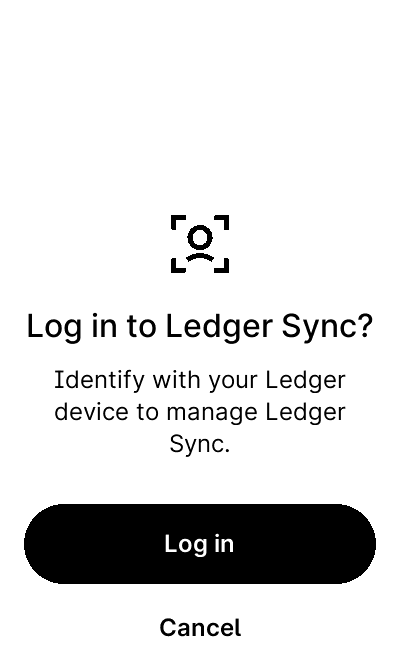 Log in to Ledger Sync?
Identify with your Ledger
device to manage Ledger
Sync.
Log in
Cancel